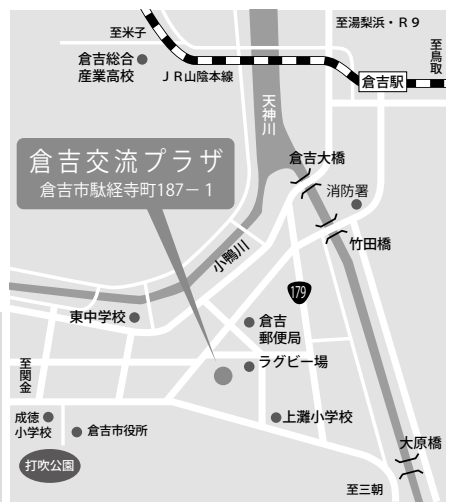 至湯梨浜・R9
至米子
至鳥取
倉吉総合
産業高校
JR山陰本線
倉吉駅
天神川
倉吉交流プラザ
倉吉市駄経寺町187－1
倉吉大橋
消防署
竹田橋
小鴨川
179
東中学校
倉吉
郵便局
至関金
ラグビー場
成徳
小学校
倉吉市役所
上灘小学校
打吹公園
大原橋
至三朝